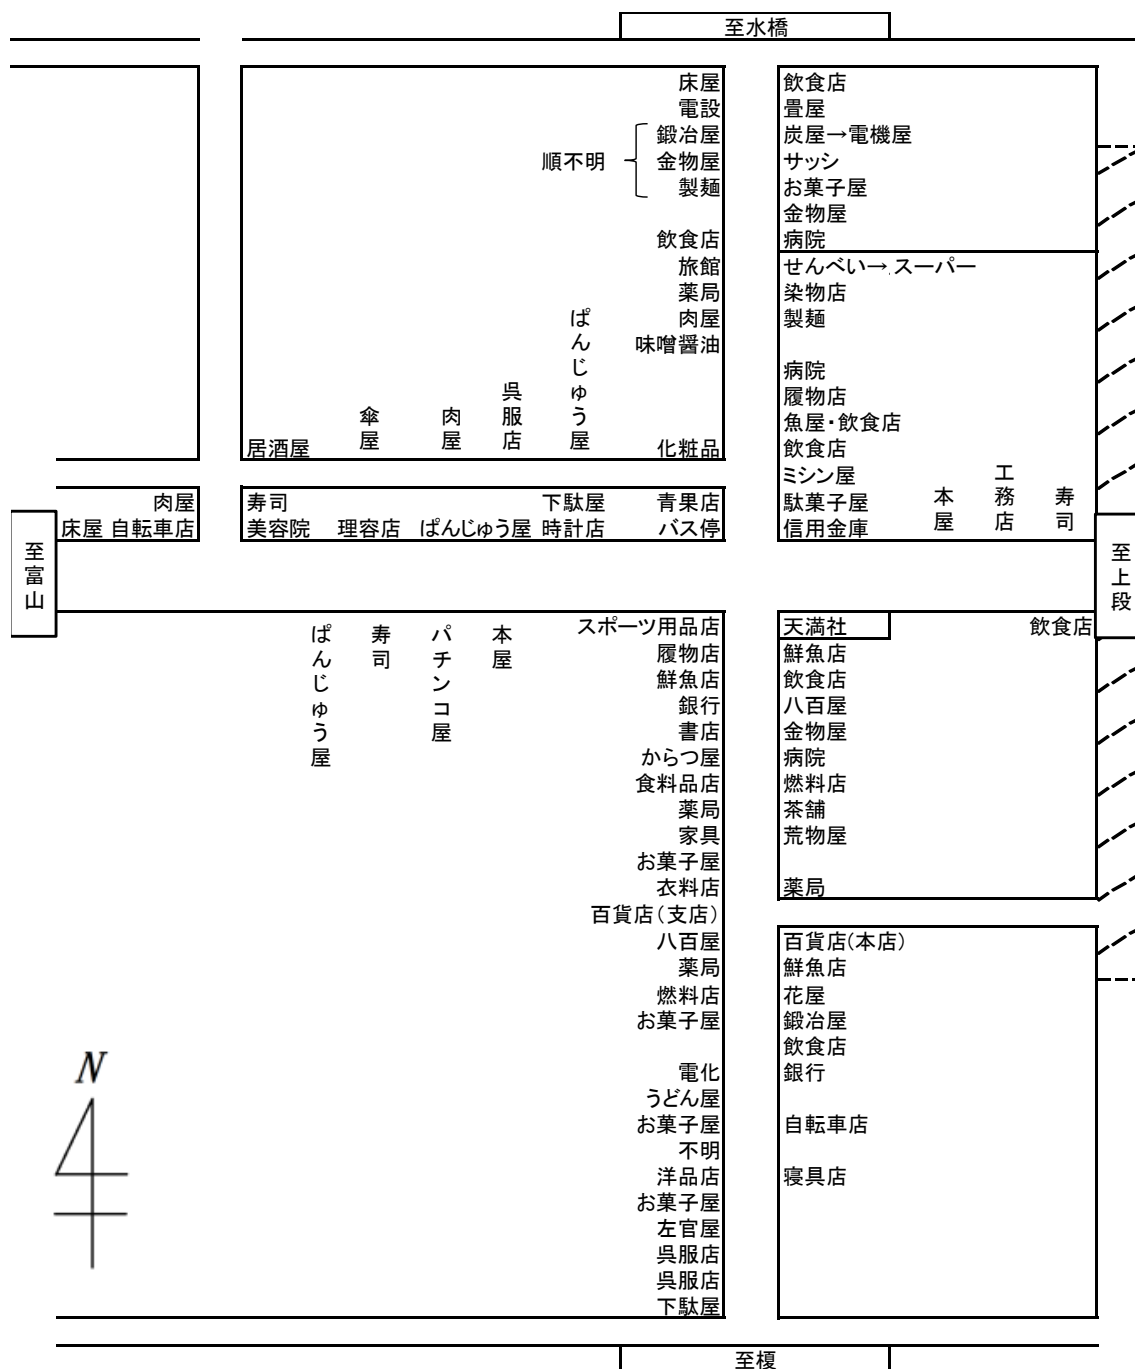 至水橋
床屋
電設
鍛冶屋
順不明
金物屋
製麺
飲食店
旅館
薬局
肉屋
味噌醤油
ぱんじゅう屋
呉服店
肉屋
傘屋
居酒屋
化粧品
飲食店
畳屋
炭屋→電機屋
サッシ
お菓子屋
金物屋
病院
せんべい→スーパー
染物店
製麺
病院
履物店
魚屋・飲食店
飲食店
ミシン屋
駄菓子屋
信用金庫
本屋
工務店
寿司
肉屋
床屋 自転車店
寿司 下駄屋 青果店
美容院 理容店 ぱんじゅう屋 時計店 バス停
至富山
至上段
ぱんじゅう屋
寿司
パチンコ屋
本屋
スポーツ用品店
履物店
鮮魚店
銀行
書店
からつ屋
食料品店
薬局
家具
お菓子屋
衣料店
百貨店(支店)
八百屋
薬局
燃料店
お菓子屋
電化
うどん屋
お菓子屋
不明
洋品店
お菓子屋
左官屋
呉服店
呉服店
下駄屋
天満社 飲食店
鮮魚店
飲食店
八百屋
金物屋
病院
燃料店
茶舗
荒物屋
薬局
百貨店(本店)
鮮魚店
花屋
鍛冶屋
飲食店
銀行
自転車店
寝具店
N
至榎